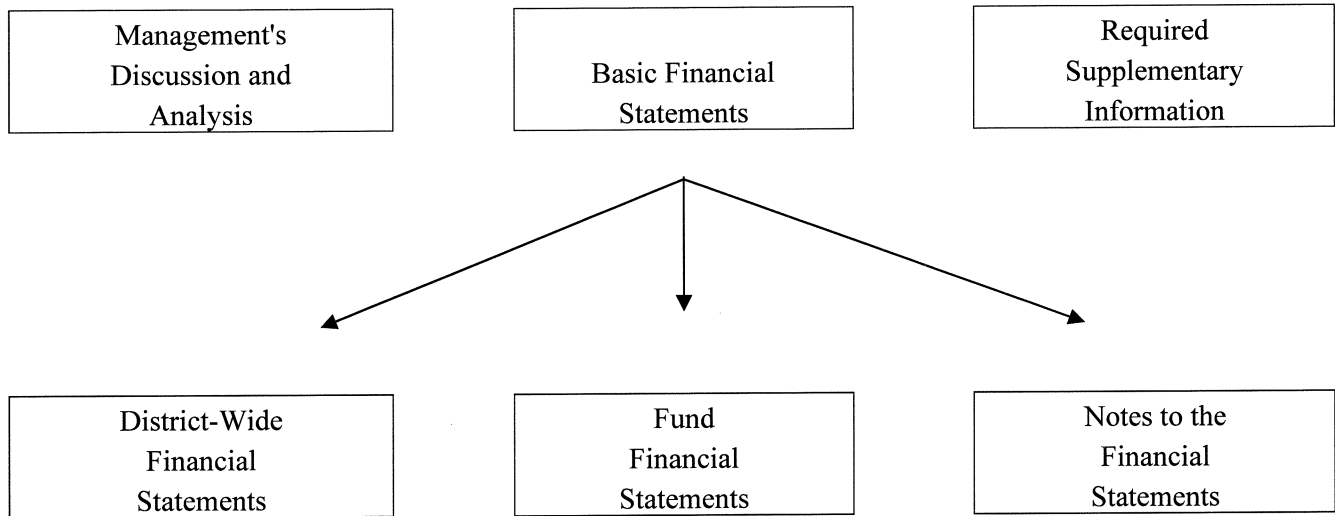 Management's
Discussion and
Analysis
Basic Financial
Statements
Required
Supplementary
Information
District-Wide
Financial
Statements
Fund
Financial
Statements
Notes to the
Financial
Statements